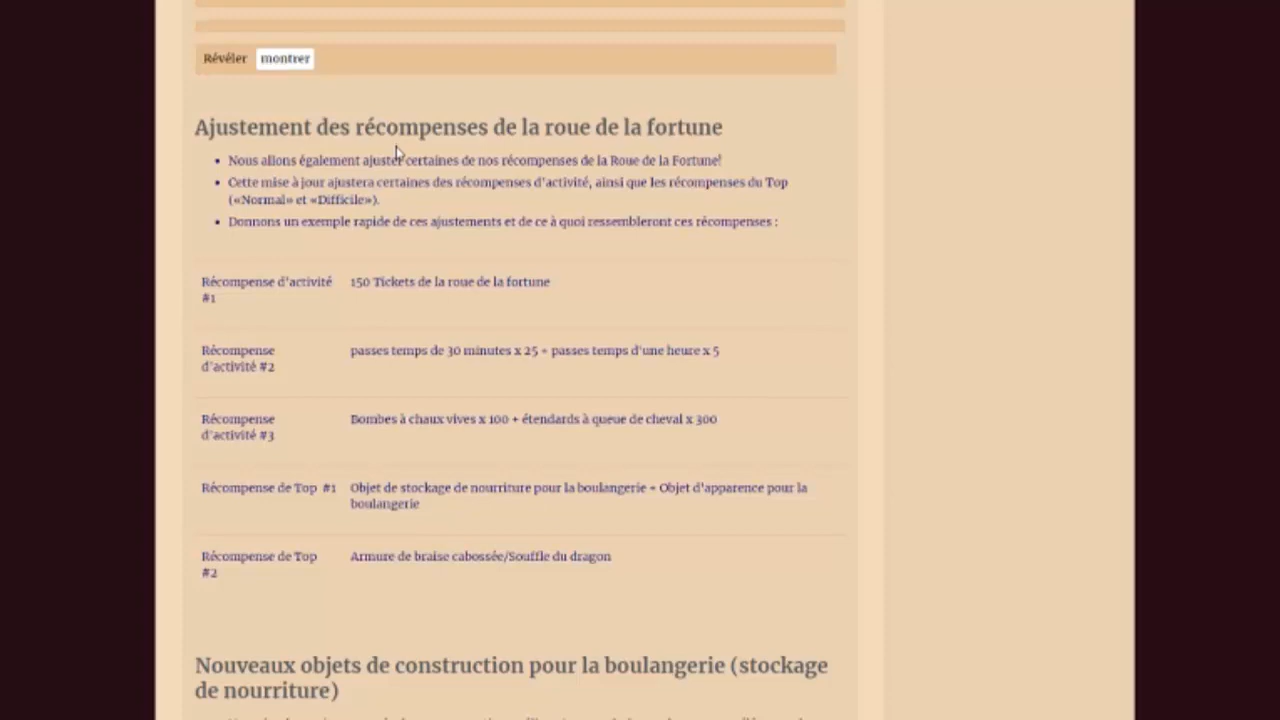 Révéler montrer
Ajustement des récompenses de la roue de la fortune
• Nous allons également ajuster certaines de nos récompenses de la Roue de la Fortune!
• Cette mise à jour ajustera certaines des récompenses d'activité, ainsi que les récompenses du Top
(«Normal» et «Difficile»).
• Donnons un exemple rapide de ces ajustements et de ce à quoi ressembleront ces récompenses :
Récompense d'activité 150 Tickets de la roue de la fortune
#1
Récompense passes temps de 30 minutes x 25 + passes temps d'une heure x 5
d'activité #2
Récompense Bombes à chaux vives x 100 + étendards à queue de cheval x 300
d'activité #3
Récompense de Top #1 Objet de stockage de nourriture pour la boulangerie + Objet d'apparence pour la
boulangerie
Récompense de Top Armure de braise cabossée/Souffle du dragon
#2
Nouveaux objets de construction pour la boulangerie (stockage
de nourriture)